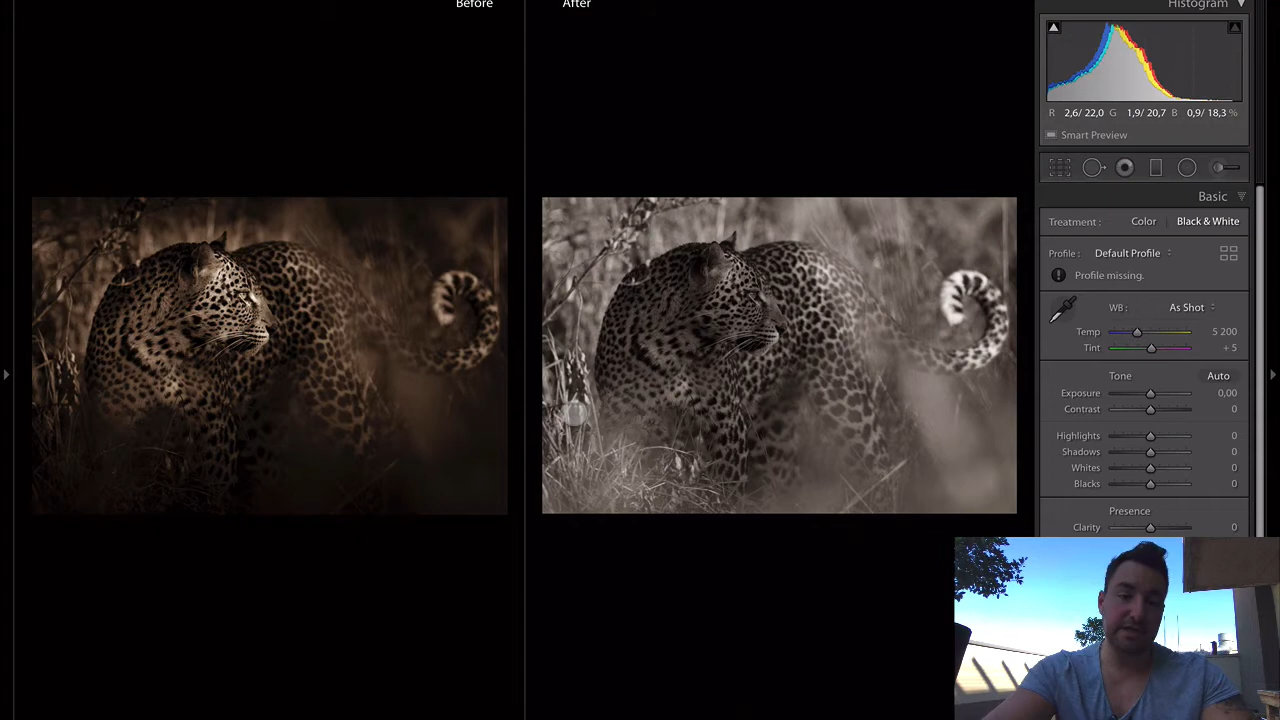 Before
After
Histogram
R 2,6/ 22,0 G 1,9/ 20,7 B 0,9/ 18,3 %
Smart Preview
Basic
Treatment : Color Black & White
Profile : Default Profile
Profile missing.
WB : As Shot
Temp 5 200
Tint + 5
Tone Auto
Exposure 0,00
Contrast 0
Highlights 0
Shadows 0
Whites 0
Blacks 0
Presence
Clarity 0